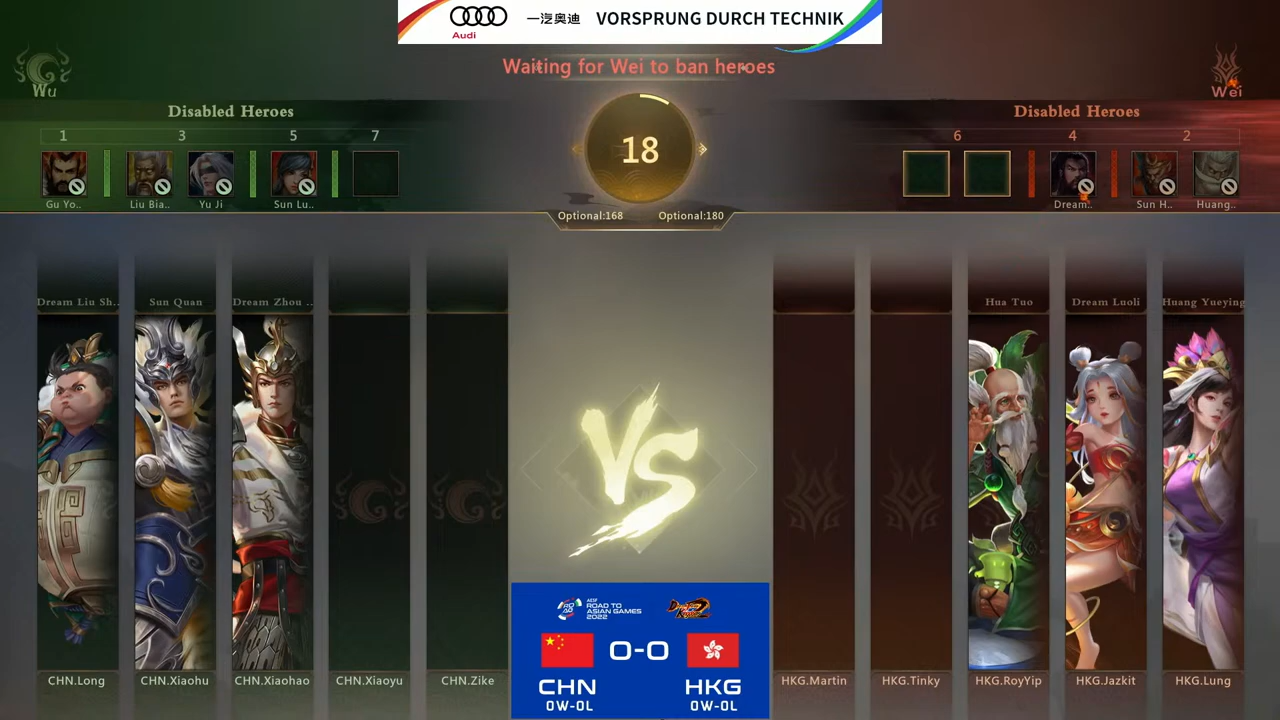 一汽奥迪 VORSPRUNG DURCH TECHNIK
Audi
Waiting for Wei to ban heroes
Wu
Wei
Disabled Heroes
Disabled Heroes
1 3 5 7
6 4 2
18
Gu Yo.. Liu Bia.. Yu Ji Sun Lu..
Dream.. Sun H.. Huang..
Optional:168 Optional:180
Dream Liu Sh.. Sun Quan Dream Zhou ..
Hua Tuo Dream Luoli Huang Yueying
VS
AESF
ROAD TO
ASIAN GAMES
2022
0-0
CHN HKG
0W-0L 0W-0L
CHN.Long CHN.Xiaohu CHN.Xiaohao CHN.Xiaoyu CHN.Zike
HKG.Martin HKG.Tinky HKG.RoyYip HKG.Jazkit HKG.Lung